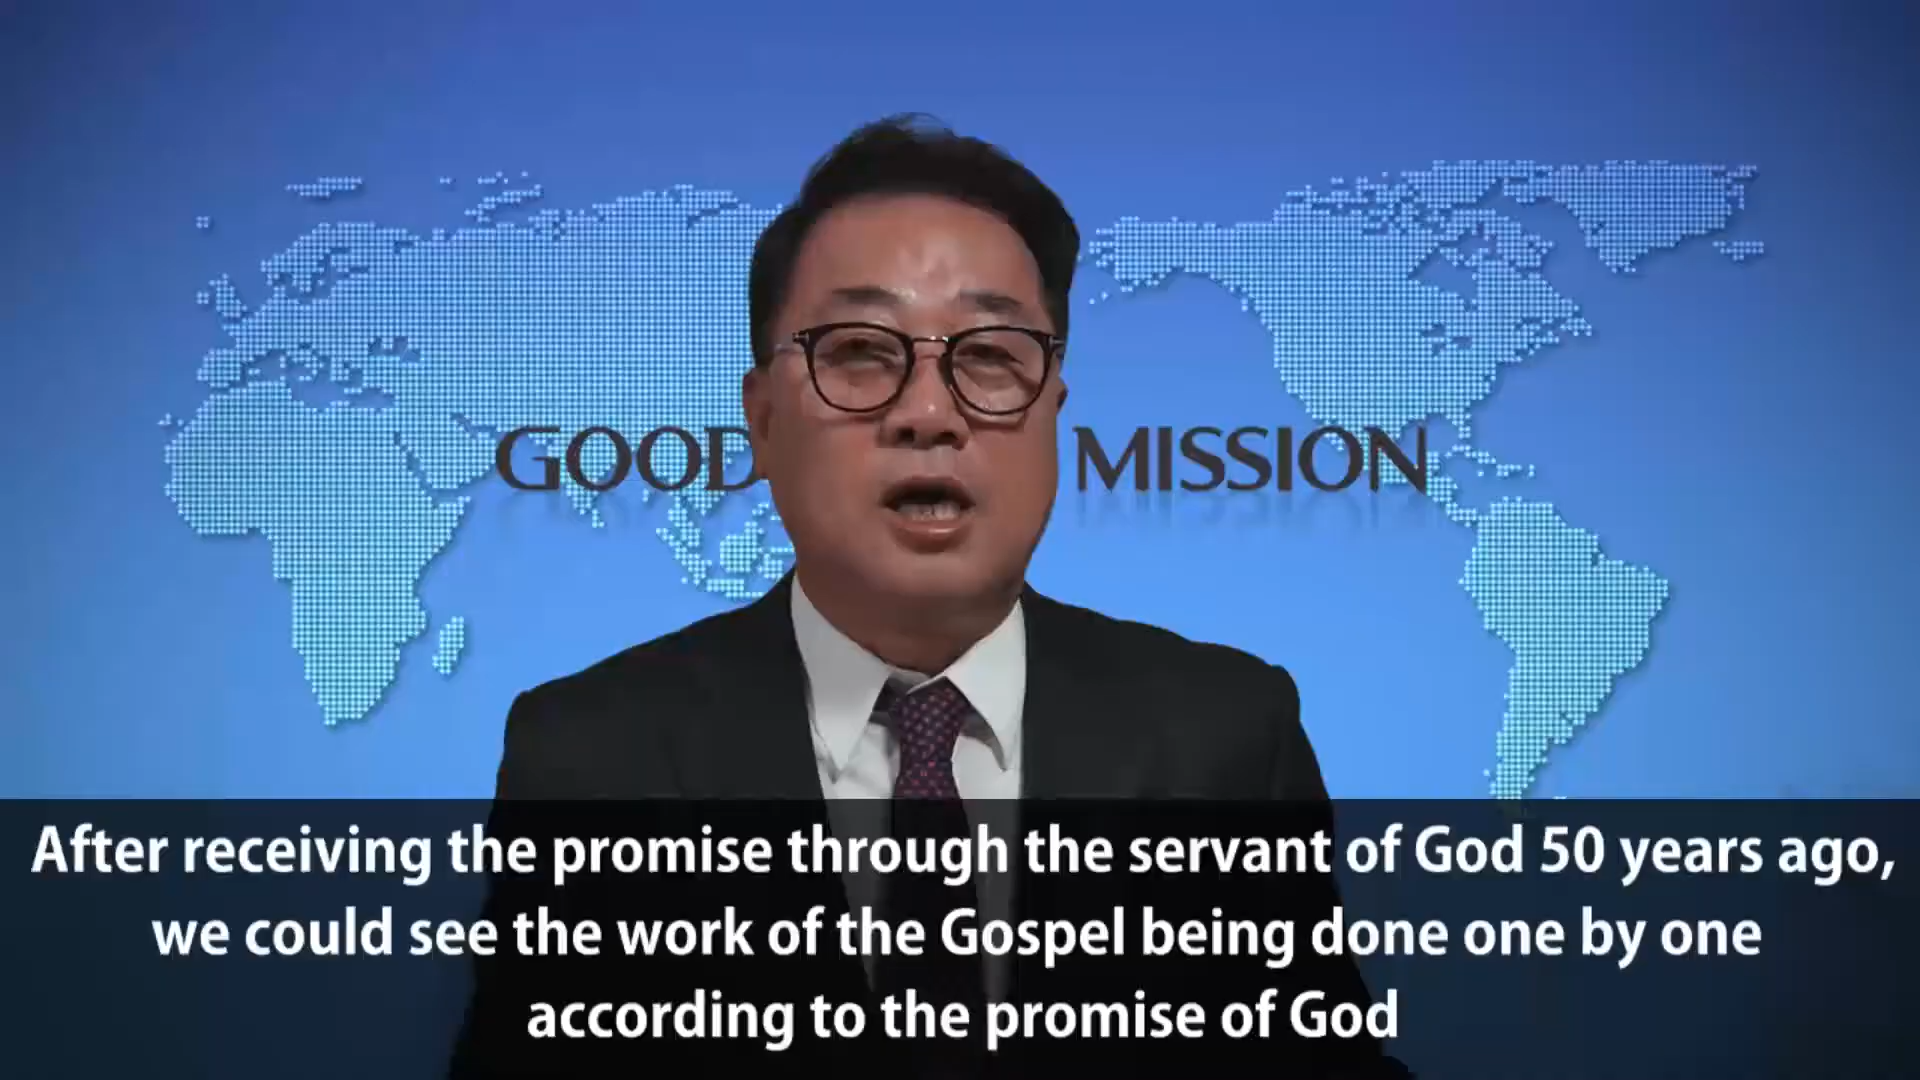 GOOD MISSION
After receiving the promise through the servant of God 50 years ago,
we could see the work of the Gospel being done one by one
according to the promise of God